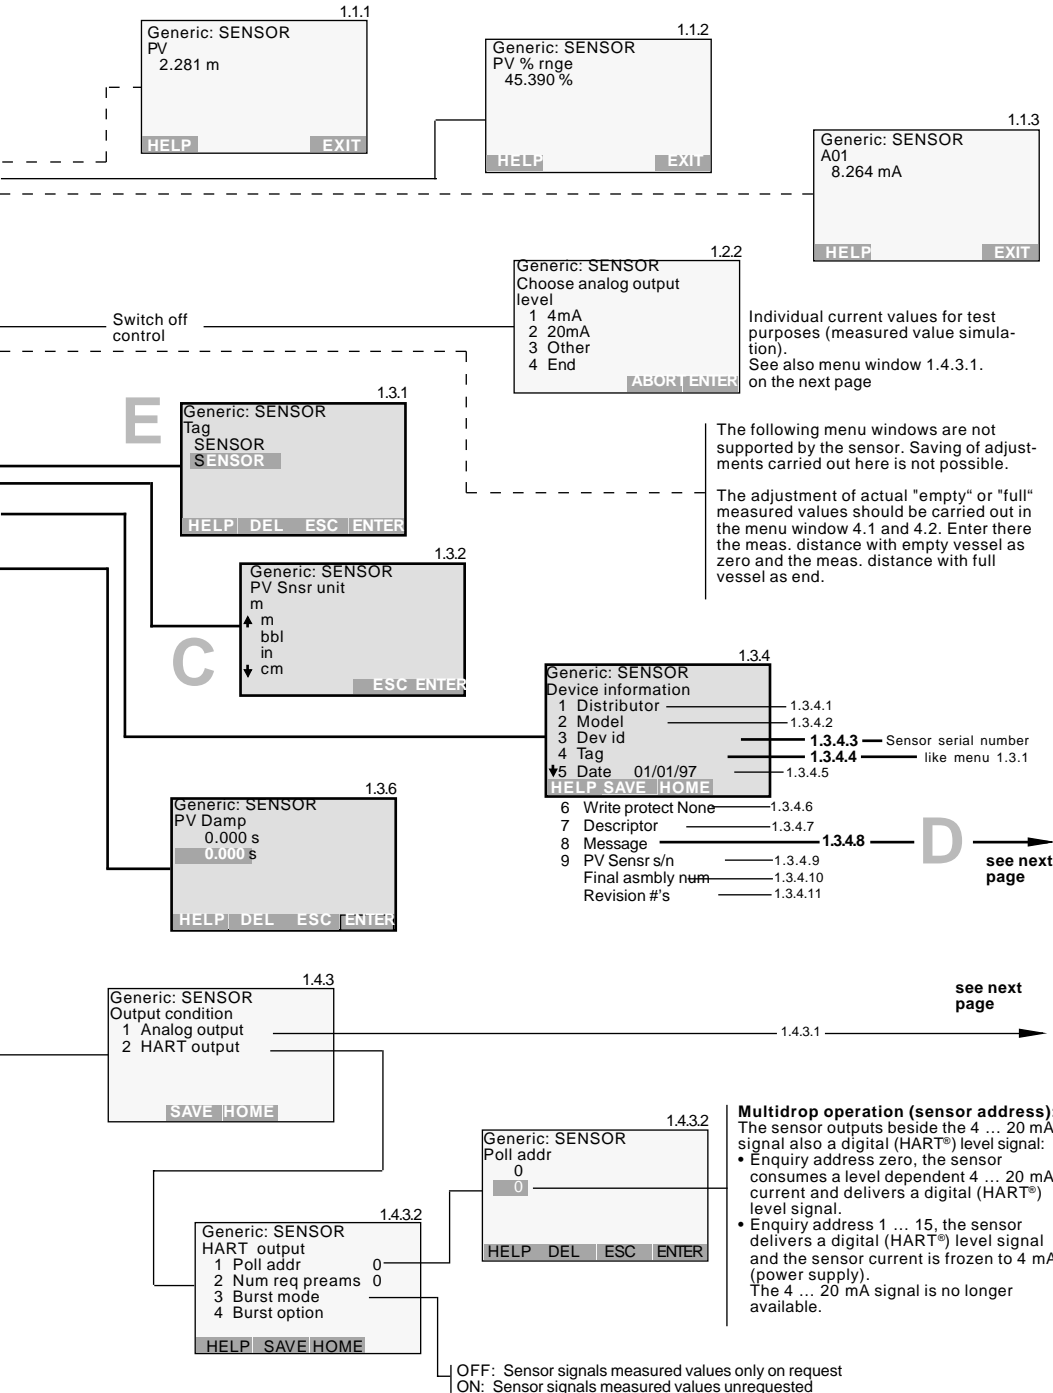 1.1.1
Generic: SENSOR
PV
2.281 m
HELP EXIT
1.1.2
Generic: SENSOR
PV % rnge
45.390 %
HELP EXIT
1.1.3
Generic: SENSOR
A01
8.264 mA
HELP EXIT
Switch off
control
1.2.2
Generic: SENSOR
Choose analog output
level
1 4mA
2 20mA
3 Other
4 End
ABORT ENTER
Individual current values for test
purposes (measured value simula-
tion).
See also menu window 1.4.3.1.
on the next page
E
1.3.1
Generic: SENSOR
Tag
SENSOR
SENSOR
HELP DEL ESC ENTER
The following menu windows are not
supported by the sensor. Saving of adjust-
ments carried out here is not possible.
The adjustment of actual "empty“ or "full“
measured values should be carried out in
the menu window 4.1 and 4.2. Enter there
the meas. distance with empty vessel as
zero and the meas. distance with full
vessel as end.
C
1.3.2
Generic: SENSOR
PV Snsr unit
m
m
bbl
in
cm
ESC ENTER
1.3.4
Generic: SENSOR
Device information
1 Distributor 1.3.4.1
2 Model 1.3.4.2
3 Dev id 1.3.4.3 Sensor serial number
4 Tag 1.3.4.4 like menu 1.3.1
5 Date 01/01/97 1.3.4.5
HELP SAVE HOME
6 Write protect None 1.3.4.6
7 Descriptor 1.3.4.7
8 Message 1.3.4.8 D see next
page
9 PV Sensr s/n 1.3.4.9
Final asmbly num 1.3.4.10
Revision #'s 1.3.4.11
1.3.6
Generic: SENSOR
PV Damp
0.000 s
0.000 s
HELP DEL ESC ENTER
1.4.3
Generic: SENSOR
Output condition
1 Analog output
2 HART output
SAVE HOME
1.4.3.1
see next
page
1.4.3.2
Generic: SENSOR
Poll addr
0
0
HELP DEL ESC ENTER
Multidrop operation (sensor address):
The sensor outputs beside the 4 … 20 mA
signal also a digital (HART®) level signal:
• Enquiry address zero, the sensor
consumes a level dependent 4 … 20 mA
current and delivers a digital (HART®)
level signal.
• Enquiry address 1 … 15, the sensor
delivers a digital (HART®) level signal
and the sensor current is frozen to 4 mA
(power supply).
The 4 … 20 mA signal is no longer
available.
1.4.3.2
Generic: SENSOR
HART output
1 Poll addr 0
2 Num req preams 0
3 Burst mode
4 Burst option
HELP SAVE HOME
OFF: Sensor signals measured values only on request
ON: Sensor signals measured values unrequested